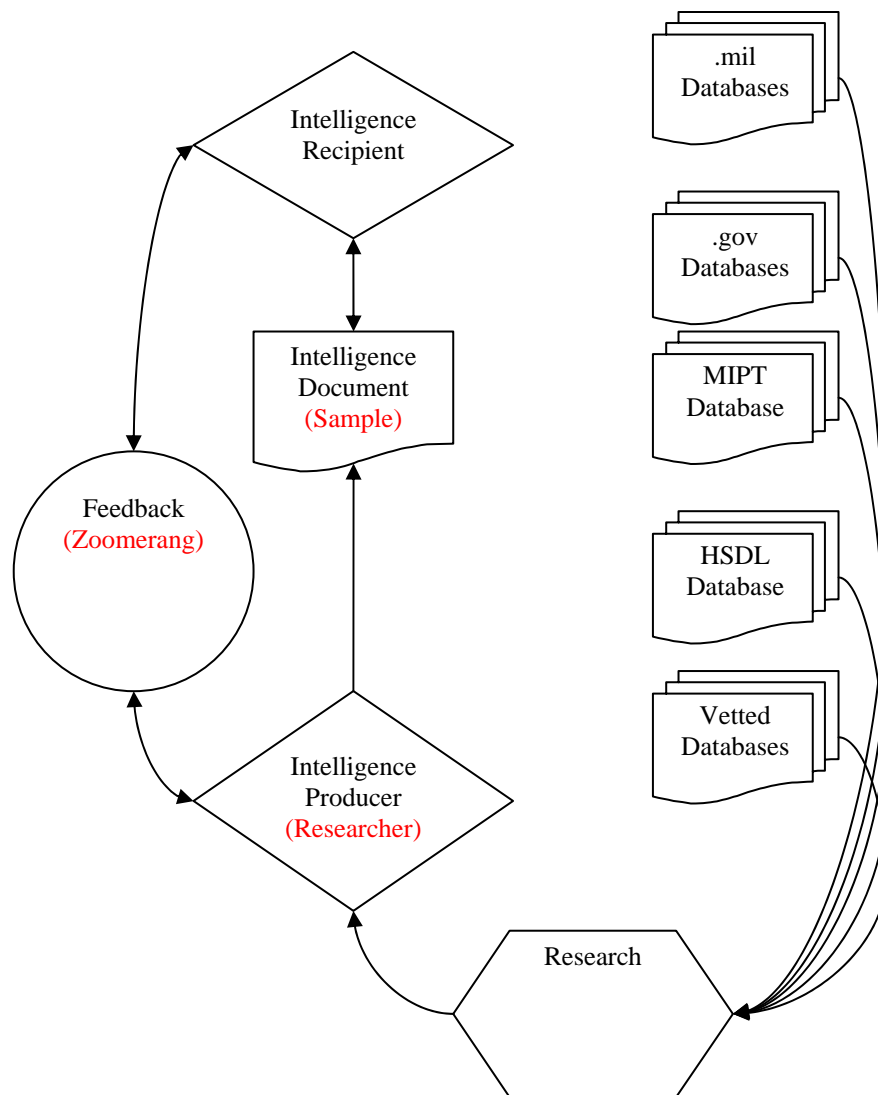 Intelligence
Recipient
Intelligence
Document
(Sample)
Feedback
(Zoomerang)
Intelligence
Producer
(Researcher)
Research
.mil
Databases
.gov
Databases
MIPT
Database
HSDL
Database
Vetted
Databases